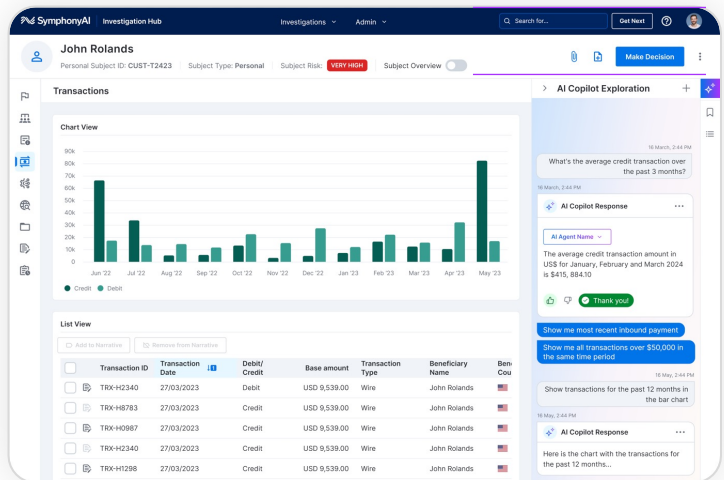 SymphonyAI Investigation Hub Investigations Admin Search for... Get Next
John Rolands
Personal Subject ID: CUST-T2423 Subject Type: Personal Subject Risk: VERY HIGH Subject Overview
Make Decision
Transactions
Chart View
90k
80k
70k
60k
50k
40k
30k
20k
10k
0
Jun '22 Jul '22 Aug '22 Sep '22 Oct '22 Nov '22 Dec '22 Jan '23 Feb '23 Mar '23 Apr '23 May '23
Credit Debit
List View
Add to Narrative Remove from Narrative
Transaction ID Transaction Date Debit/ Credit Base amount Transaction Type Beneficiary Name
TRX-H2340 27/03/2023 Debit USD 9,539.00 Wire John Rolands
TRX-H8783 27/03/2023 Credit USD 9,539.00 Wire John Rolands
TRX-H0987 27/03/2023 Credit USD 9,539.00 Wire John Rolands
TRX-H2340 27/03/2023 Credit USD 9,539.00 Wire John Rolands
TRX-H1298 27/03/2023 Credit USD 9,539.00 Wire John Rolands
AI Copilot Exploration
16 March, 2:44 PM
What's the average credit transaction over
the past 3 months?
16 March, 2:44 PM
AI Copilot Response
AI Agent Name
The average credit transaction amount in
US$ for January, February and March 2024
is $415, 884.10
Thank you!
Show me most recent inbound payment
Show me all transactions over $50,000 in
the same time period
16 May, 2:44 PM
Show transactions for the past 12 months in
the bar chart
16 May, 2:44 PM
AI Copilot Response
Here is the chart with the transactions for
the past 12 months...